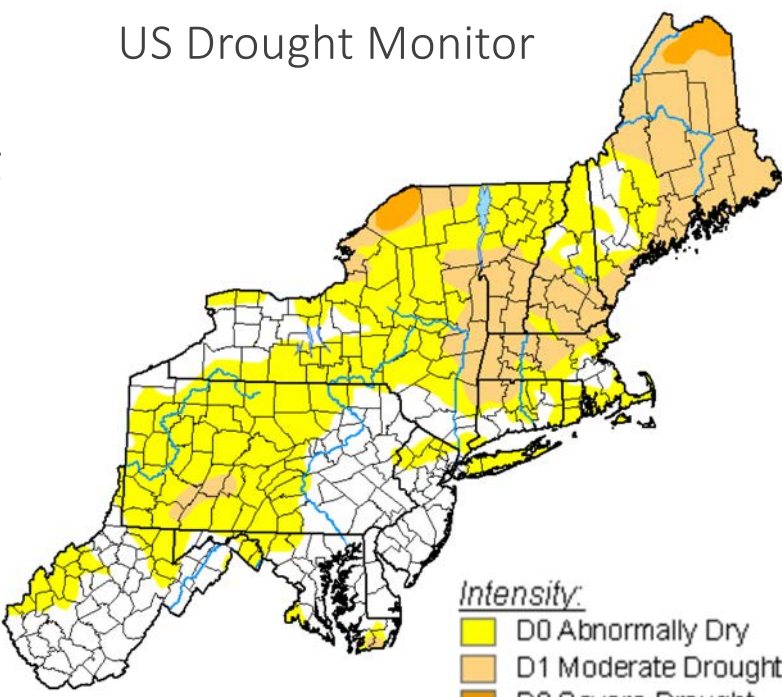 US Drought Monitor
Intensity:
D0 Abnormally Dry
D1 Moderate Drought